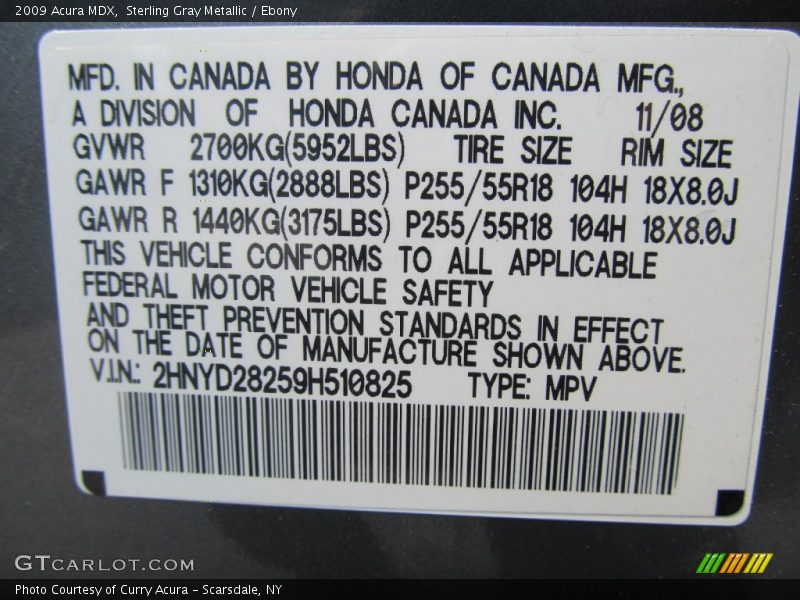 2009 Acura MDX, Sterling Gray Metallic / Ebony
MFD. IN CANADA BY HONDA OF CANADA MFG.,
A DIVISION OF HONDA CANADA INC. 11/08
GVWR 2700KG(5952LBS) TIRE SIZE RIM SIZE
GAWR F 1310KG(2888LBS) P255/55R18 104H 18X8.0J
GAWR R 1440KG(3175LBS) P255/55R18 104H 18X8.0J
THIS VEHICLE CONFORMS TO ALL APPLICABLE
FEDERAL MOTOR VEHICLE SAFETY
AND THEFT PREVENTION STANDARDS IN EFFECT
ON THE DATE OF MANUFACTURE SHOWN ABOVE.
V.I.N.: 2HNYD28259H510825 TYPE: MPV
GTCARLOT.COM
Photo Courtesy of Curry Acura - Scarsdale, NY